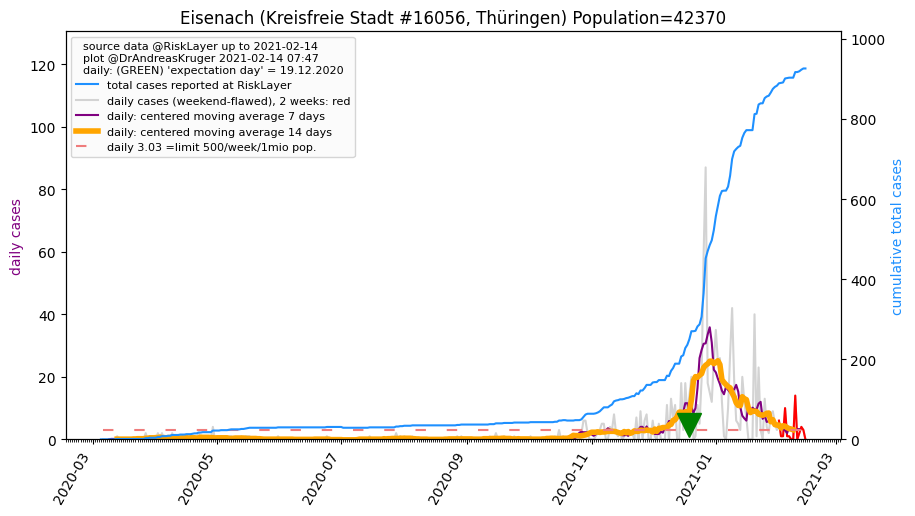 Eisenach (Kreisfreie Stadt #16056, Thüringen) Population=42370
source data @RiskLayer up to 2021-02-14
plot @DrAndreasKruger 2021-02-14 07:47
daily: (GREEN) 'expectation day' = 19.12.2020
total cases reported at RiskLayer
daily cases (weekend-flawed), 2 weeks: red
daily: centered moving average 7 days
daily: centered moving average 14 days
daily 3.03 =limit 500/week/1mio pop.
daily cases
120
100
80
60
40
20
0
cumulative total cases
1000
800
600
400
200
0
2020-03
2020-05
2020-07
2020-09
2020-11
2021-01
2021-03